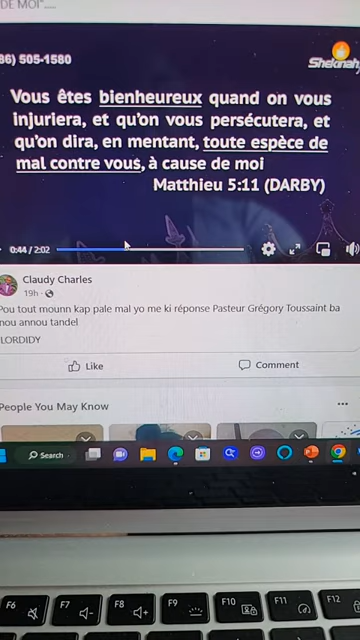 DE MOI"....
86) 505-1580
Shekinah
Vous êtes bienheureux quand on vous
injuriera, et qu'on vous persécutera, et
qu'on dira, en mentant, toute espèce de
mal contre vous, à cause de moi
Matthieu 5:11 (DARBY)
0:44 / 2:02
Claudy Charles
19h
Pou tout mounn kap pale mal yo me ki réponse Pasteur Grégory Toussaint ba
nou annou tande!
LORDIDY
Like
Comment
People You May Know
Search
F6
F7
F8
F9
F10
F11
F12